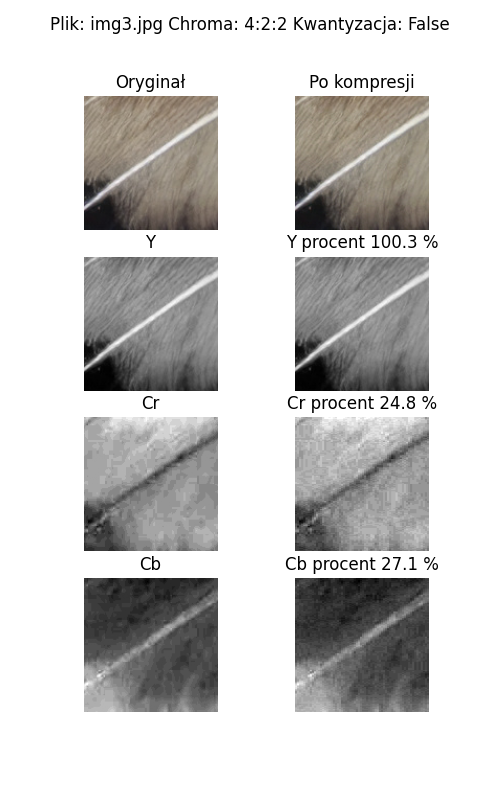 Plik: img3.jpg Chroma: 4:2:2 Kwantyzacja: False
Oryginał Po kompresji
Y Y procent 100.3 %
Cr Cr procent 24.8 %
Cb Cb procent 27.1 %